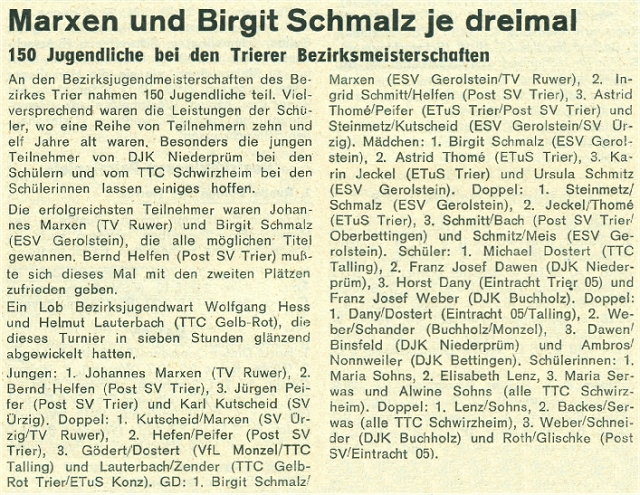 Marxen und Birgit Schmalz je dreimal
150 Jugendliche bei den Trierer Bezirksmeisterschaften
An den Bezirksjugendmeisterschaften des Be-
zirkes Trier nahmen 150 Jugendliche teil. Viel-
versprechend waren die Leistungen der Schü-
ler, wo eine Reihe von Teilnehmern zehn und
elf Jahre alt waren. Besonders die jungen
Teilnehmer von DJK Niederprüm bei den
Schülern und vom TTC Schwirzheim bei den
Schülerinnen lassen einiges hoffen.
Die erfolgreichsten Teilnehmer waren Johan-
nes Marxen (TV Ruwer) und Birgit Schmalz
(ESV Gerolstein), die alle möglichen Titel
gewannen. Bernd Helfen (Post SV Trier) muß-
te sich dieses Mal mit den zweiten Plätzen
zufrieden geben.
Ein Lob Bezirksjugendwart Wolfgang Hess
und Helmut Lauterbach (TTC Gelb-Rot), die
dieses Turnier in sieben Stunden glänzend
abgewickelt hatten.
Jungen: 1. Johannes Marxen (TV Ruwer), 2.
Bernd Helfen (Post SV Trier), 3. Jürgen Pei-
fer (Post SV Trier) und Karl Kutscheid (SV
Ürzig). Doppel: 1. Kutscheid/Marxen (SV Ür-
zig/TV Ruwer), 2. Hefen/Peifer (Post SV
Trier), 3. Gödert/Dostert (VfL Monzel/TTC
Talling) und Lauterbach/Zender (TTC Gelb-
Rot Trier/ETuS Konz). GD: 1. Birgit Schmalz/
Marxen (ESV Gerolstein/TV Ruwer), 2. In-
grid Schmitt/Helfen (Post SV Trier), 3. Astrid
Thomé/Peifer (ETuS Trier/Post SV Trier) und
Steinmetz/Kutscheid (ESV Gerolstein/SV Ür-
zig). Mädchen: 1. Birgit Schmalz (ESV Gerol-
stein), 2. Astrid Thomé (ETuS Trier), 3. Ka-
rin Jeckel (ETuS Trier) und Ursula Schmitz
(ESV Gerolstein). Doppel: 1. Steinmetz/
Schmalz (ESV Gerolstein), 2. Jeckel/Thomé
(ETuS Trier), 3. Schmitt/Bach (Post SV Trier/
Oberbettingen) und Schmitz/Meis (ESV Ge-
rolstein). Schüler: 1. Michael Dostert (TTC
Talling), 2. Franz Josef Dawen (DJK Nieder-
prüm), 3. Horst Dany (Eintracht Trier 05) und
Franz Josef Weber (DJK Buchholz). Doppel:
1. Dany/Dostert (Eintracht 05/Talling), 2. We-
ber/Schander (Buchholz/Monzel), 3. Dawen/
Binsfeld (DJK Niederprüm) und Ambros/
Nonnweiler (DJK Bettingen). Schülerinnen: 1.
Maria Sohns, 2. Elisabeth Lenz, 3. Maria Ser-
was und Alwine Sohns (alle TTC Schwirz-
heim). Doppel: 1. Lenz/Sohns, 2. Backes/Ser-
was (alle TTC Schwirzheim), 3. Weber/Schnei-
der (DJK Buchholz) und Roth/Glischke (Post
SV/Eintracht 05).